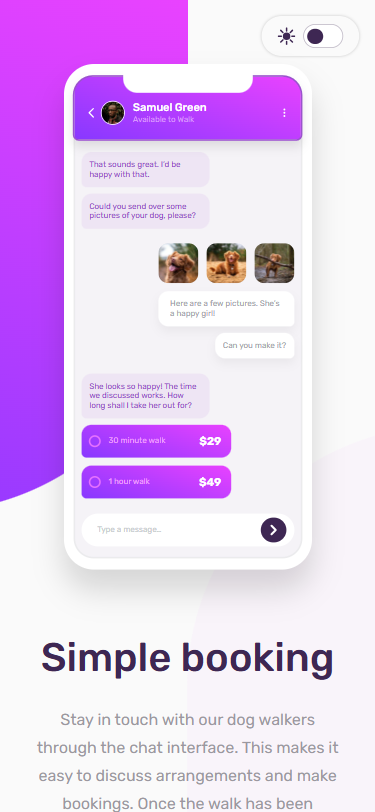 Samuel Green
Available to Walk
That sounds great. I'd be
happy with that.
Could you send over some
pictures of your dog, please?
Here are a few pictures. She's
a happy girl!
Can you make it?
She looks so happy! The time
we discussed works. How
long shall I take her out for?
30 minute walk $29
1 hour walk $49
Type a message...
Simple booking
Stay in touch with our dog walkers
through the chat interface. This makes it
easy to discuss arrangements and make
bookings. Once the walk has been